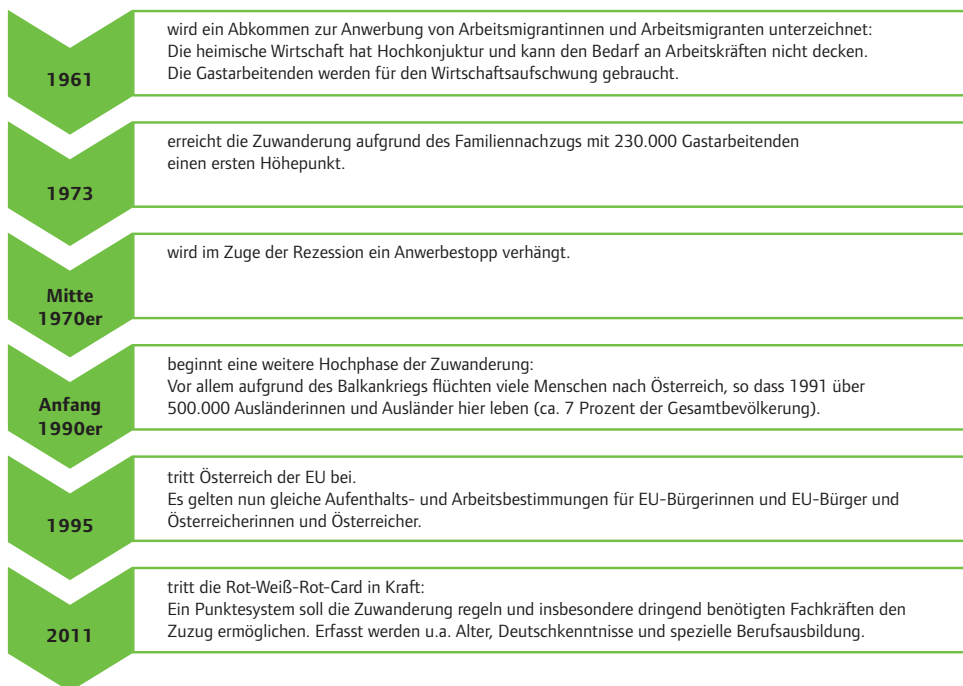 1961
wird ein Abkommen zur Anwerbung von Arbeitsmigrantinnen und Arbeitsmigranten unterzeichnet:
Die heimische Wirtschaft hat Hochkonjuktur und kann den Bedarf an Arbeitskräften nicht decken.
Die Gastarbeitenden werden für den Wirtschaftsaufschwung gebraucht.
1973
erreicht die Zuwanderung aufgrund des Familiennachzugs mit 230.000 Gastarbeitenden
einen ersten Höhepunkt.
Mitte
1970er
wird im Zuge der Rezession ein Anwerbestopp verhängt.
Anfang
1990er
beginnt eine weitere Hochphase der Zuwanderung:
Vor allem aufgrund des Balkankriegs flüchten viele Menschen nach Österreich, so dass 1991 über
500.000 Ausländerinnen und Ausländer hier leben (ca. 7 Prozent der Gesamtbevölkerung).
1995
tritt Österreich der EU bei.
Es gelten nun gleiche Aufenthalts- und Arbeitsbestimmungen für EU-Bürgerinnen und EU-Bürger und
Österreicherinnen und Österreicher.
2011
tritt die Rot-Weiß-Rot-Card in Kraft:
Ein Punktesystem soll die Zuwanderung regeln und insbesondere dringend benötigten Fachkräften den
Zuzug ermöglichen. Erfasst werden u.a. Alter, Deutschkenntnisse und spezielle Berufsausbildung.